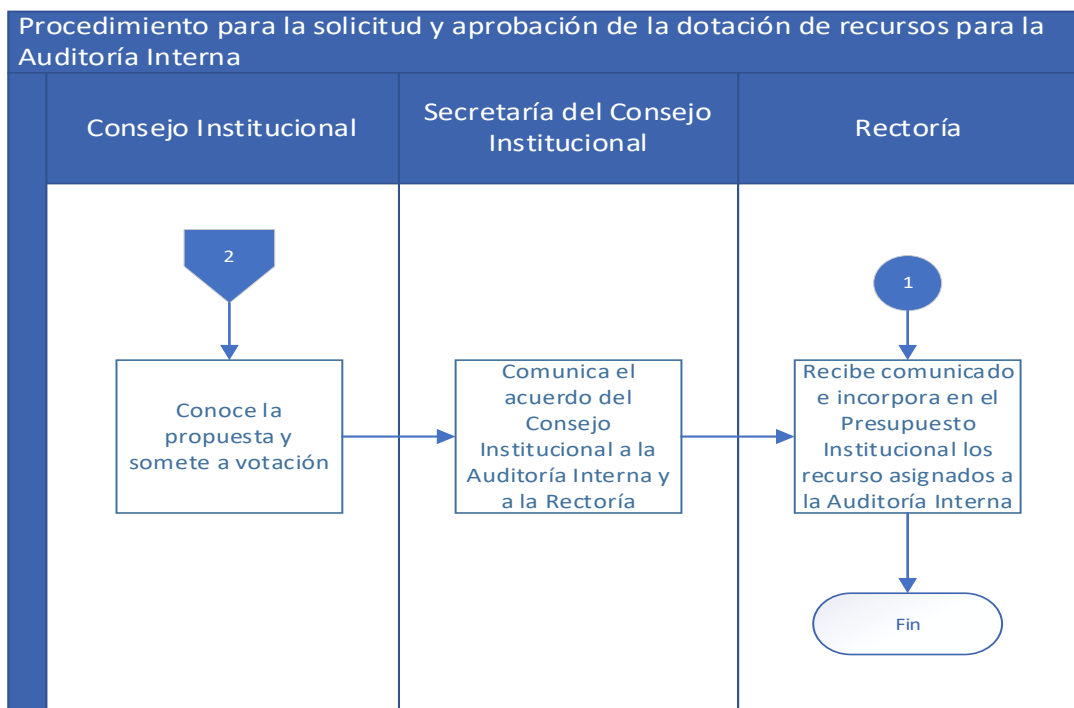 Procedimiento para la solicitud y aprobación de la dotación de recursos para la
Auditoría Interna
Consejo Institucional
Secretaría del Consejo
Institucional
Rectoría
2
1
Conoce la
propuesta y
somete a votación
Comunica el
acuerdo del
Consejo
Institucional a la
Auditoría Interna y
a la Rectoría
Recibe comunicado
e incorpora en el
Presupuesto
Institucional los
recurso asignados a
la Auditoría Interna
Fin